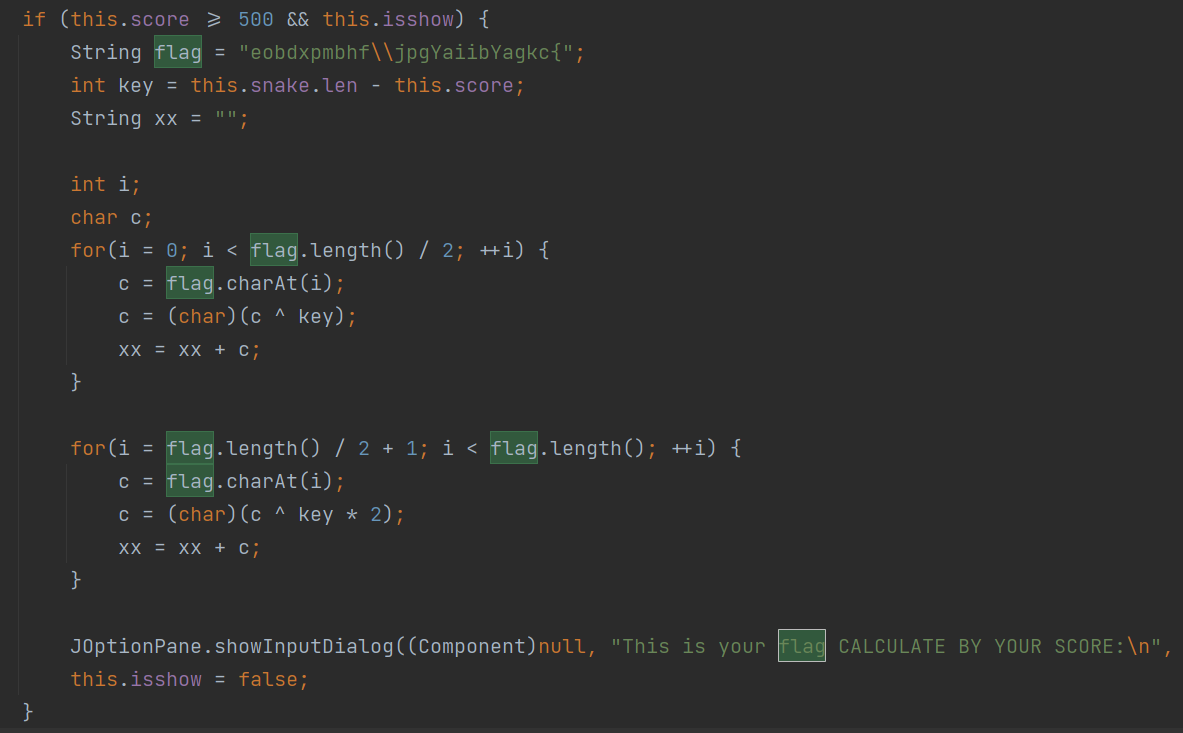 if (this.score ⩾ 500 && this.isshow) {
    String flag = "eobdxpmbhf\\jpgYaiibYagkc{";
    int key = this.snake.len - this.score;
    String xx = "";

    int i;
    char c;
    for(i = 0; i < flag.length() / 2; ++i) {
        c = flag.charAt(i);
        c = (char)(c ^ key);
        xx = xx + c;
    }

    for(i = flag.length() / 2 + 1; i < flag.length(); ++i) {
        c = flag.charAt(i);
        c = (char)(c ^ key * 2);
        xx = xx + c;
    }

    JOptionPane.showInputDialog((Component)null, "This is your flag CALCULATE BY YOUR SCORE:\n",
    this.isshow = false;
}